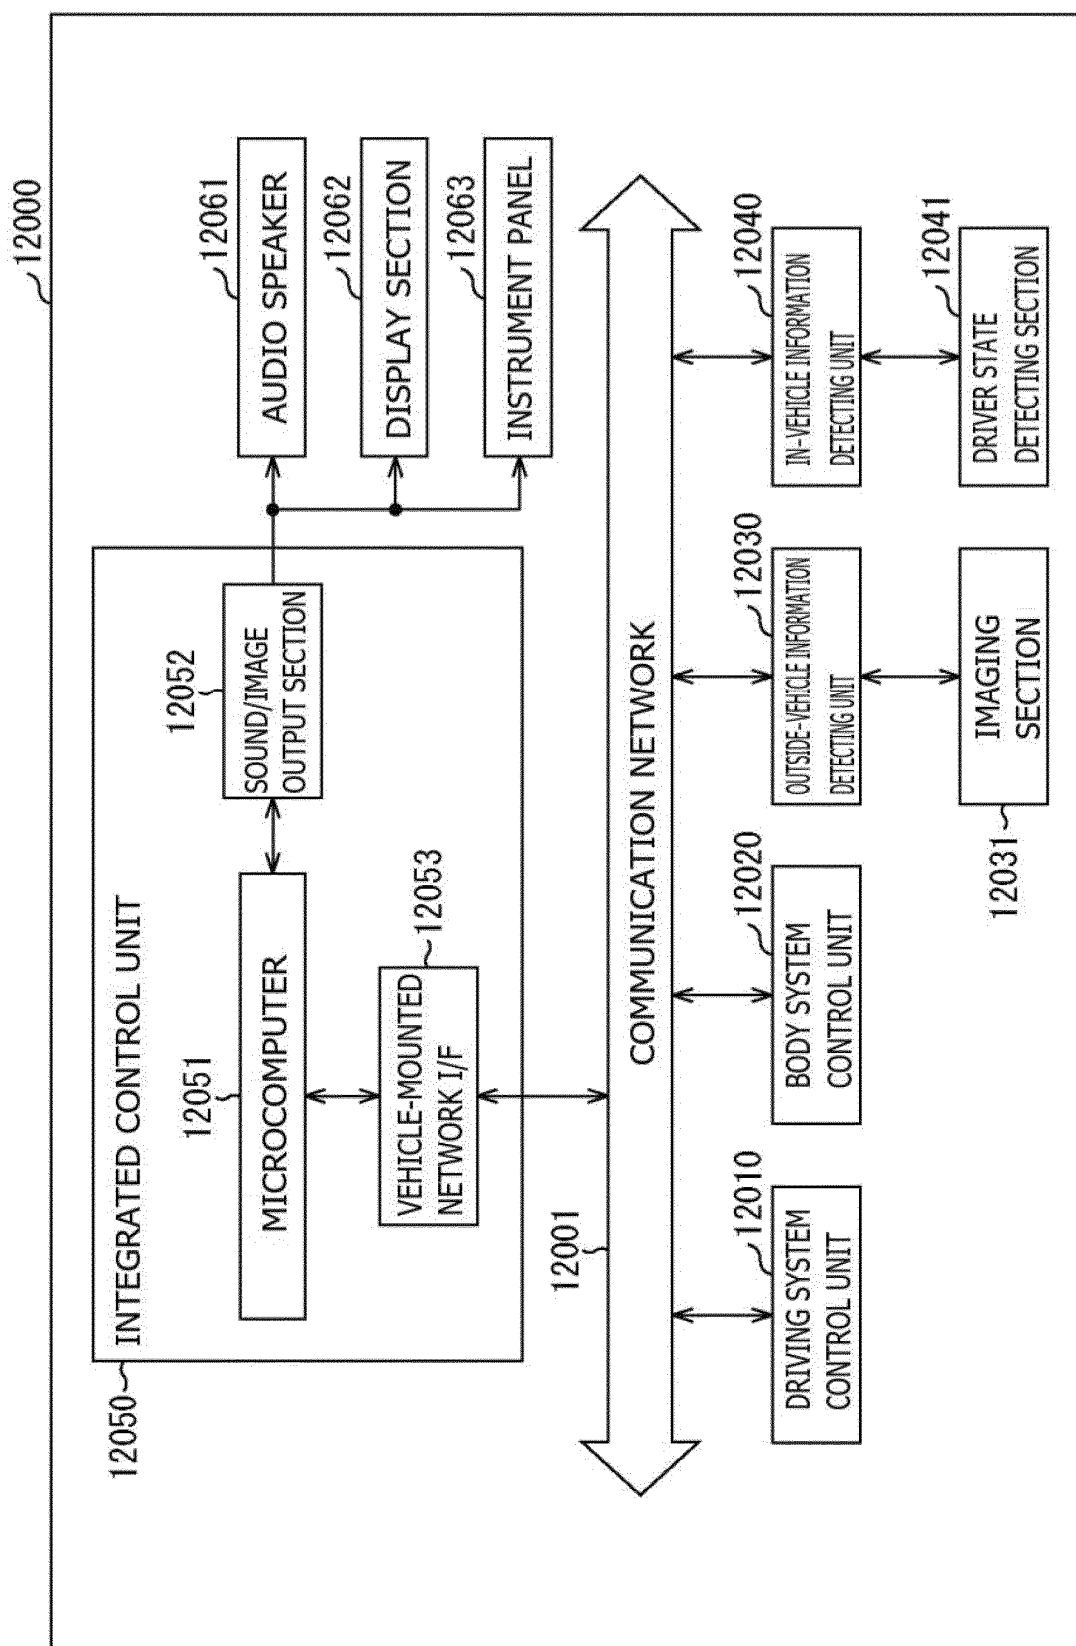 12000
12050
INTEGRATED CONTROL UNIT
12051
MICROCOMPUTER
12052
SOUND/IMAGE
OUTPUT SECTION
12053
VEHICLE-MOUNTED
NETWORK I/F
12061
AUDIO SPEAKER
12062
DISPLAY SECTION
12063
INSTRUMENT PANEL
12001
COMMUNICATION NETWORK
12010
DRIVING SYSTEM
CONTROL UNIT
12020
BODY SYSTEM
CONTROL UNIT
12030
OUTSIDE-VEHICLE INFORMATION
DETECTING UNIT
12040
IN-VEHICLE INFORMATION
DETECTING UNIT
12031
IMAGING
SECTION
12041
DRIVER STATE
DETECTING SECTION